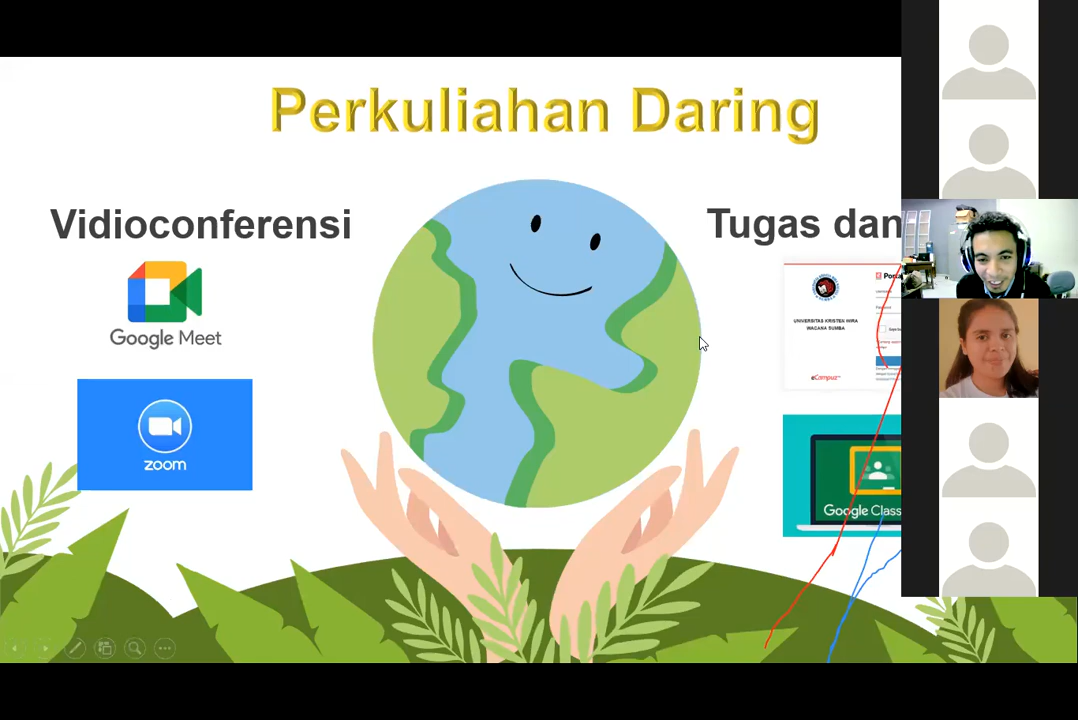 Perkuliahan Daring
Vidioconferensi
Google Meet
zoom
Tugas dan
UNIVERSITAS KRISTEN WIRA
WACANA SUMBA
eCampuz
Google Class